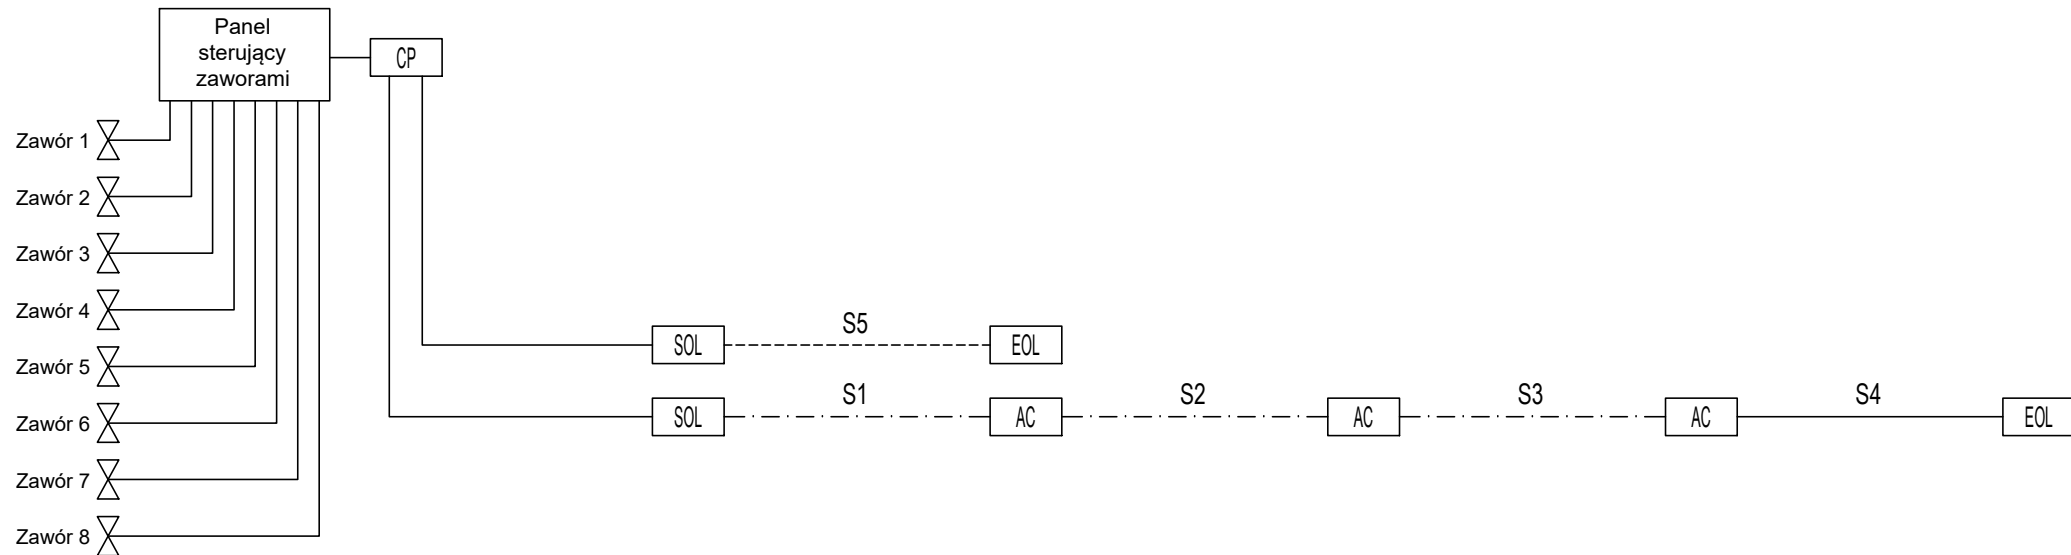 Panel
sterujący
zaworami
CP
Zawór 1
Zawór 2
Zawór 3
Zawór 4
Zawór 5
Zawór 6
Zawór 7
Zawór 8
SOL
S5
EOL
SOL
S1
AC
S2
AC
S3
AC
S4
EOL